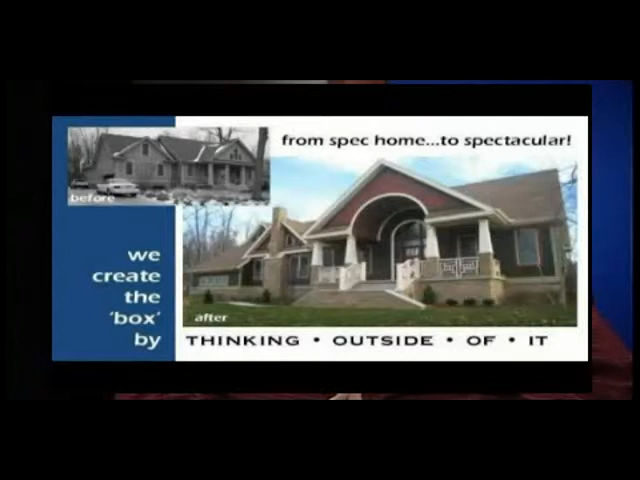 from spec home...to spectacular!
before
after
we
create
the
'box'
by
THINKING • OUTSIDE • OF • IT